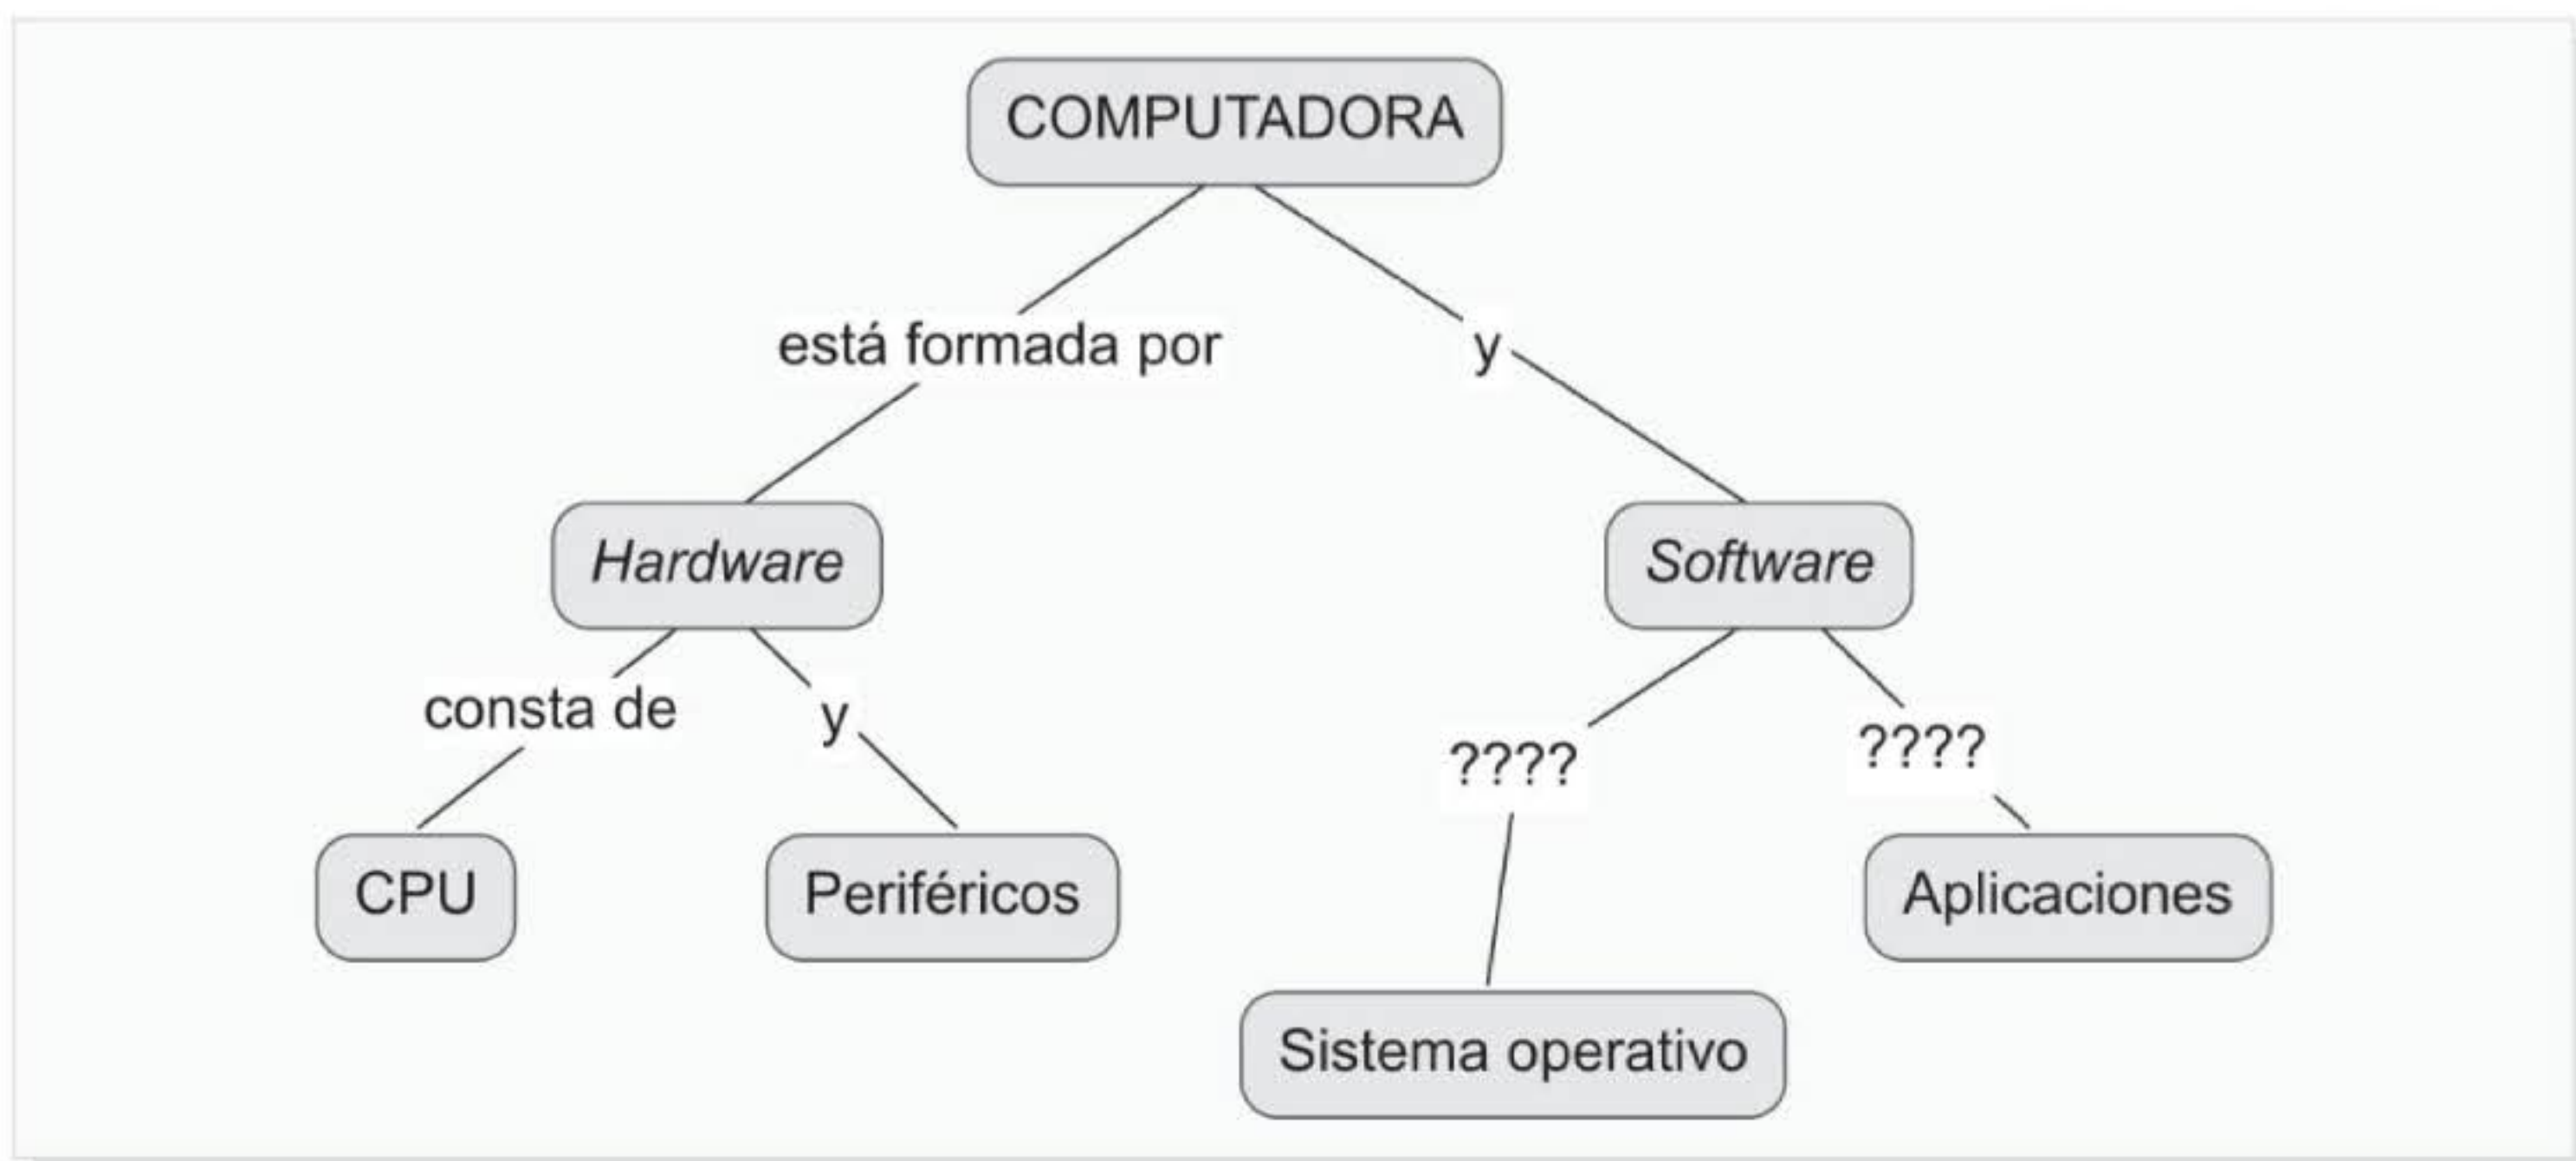 COMPUTADORA
está formada por
y
Hardware
Software
consta de
y
????
????
CPU
Periféricos
Aplicaciones
Sistema operativo